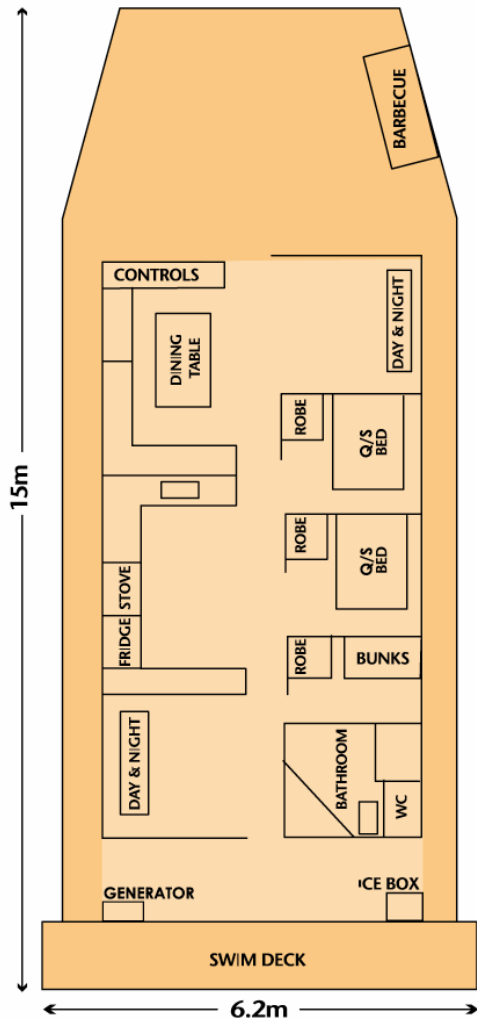 BARBECUE
CONTROLS
DAY & NIGHT
DINING
TABLE
ROBE
Q/S
BED
15m
ROBE
Q/S
BED
STOVE
FRIDGE
ROBE
BUNKS
DAY & NIGHT
BATHROOM
WC
GENERATOR
ICE BOX
SWIM DECK
6.2m